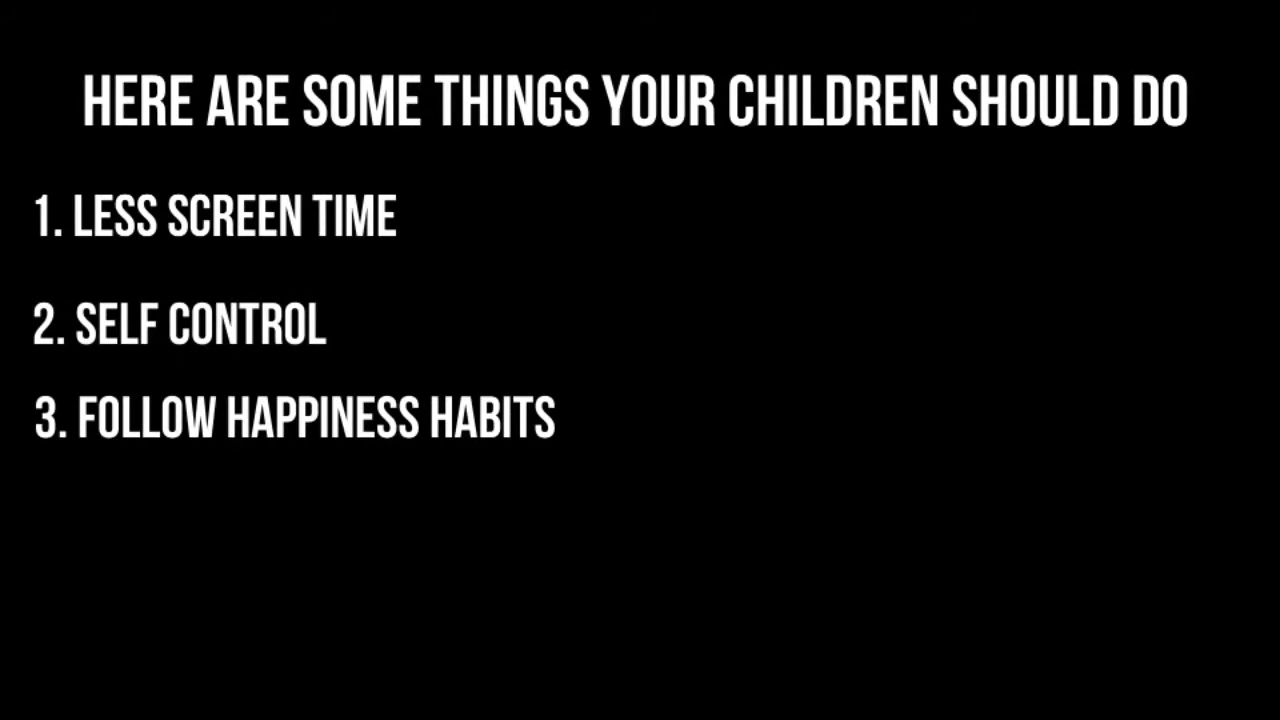 HERE ARE SOME THINGS YOUR CHILDREN SHOULD DO
1. LESS SCREEN TIME
2. SELF CONTROL
3. FOLLOW HAPPINESS HABITS